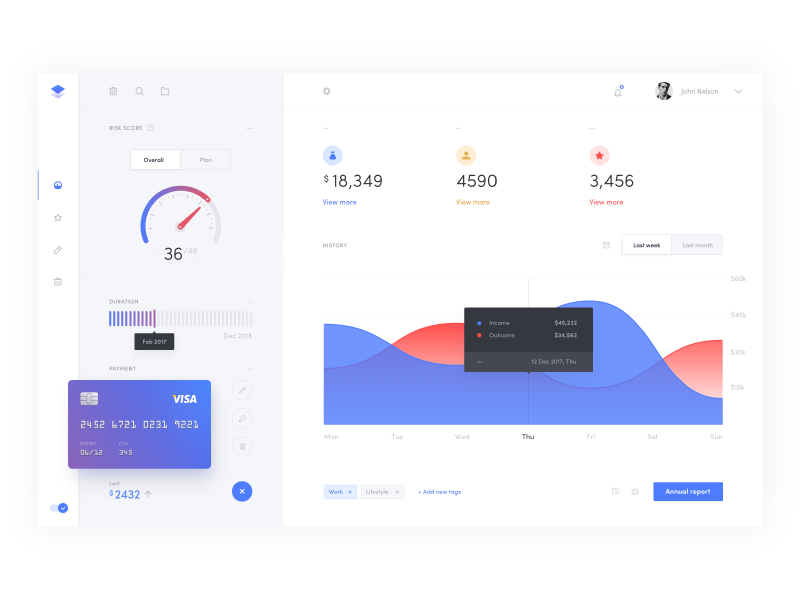 John Nelson
RISK SCORE
Overall
Plan
36/48
DURATION
Feb 2017
Dec 2018
PAYMENT
VISA
2452 6721 0231 9221
EXPIRY
06/12
345
Last
$2432
$18,349
View more
4590
View more
3,456
View more
HISTORY
Last week
Last month
$60k
$45k
$30k
$15k
Income $45,232
Outcome $34,562
12 Dec 2017, Thu
Mon Tue Wed Thu Fri Sat Sun
Work ×
Lifestyle ×
+ Add new tags
Annual report